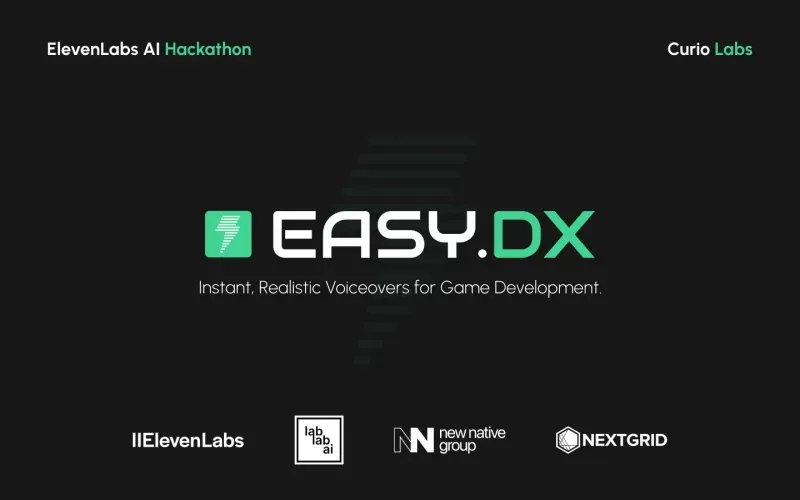 ElevenLabs AI Hackathon
Curio Labs
EASY.DX
Instant, Realistic Voiceovers for Game Development.
IIElevenLabs
lab
lab
ai
NN new native
group
NEXTGRID